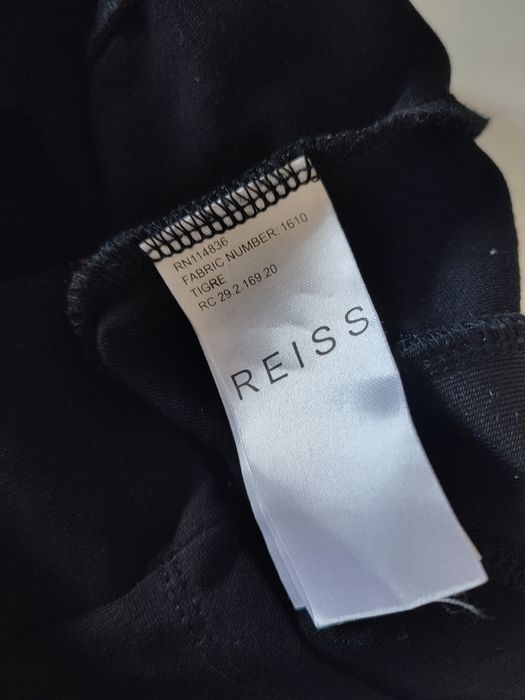 RN114836
FABRIC NUMBER: 1610
TIGRE
RC 29.2.169.20
REISS